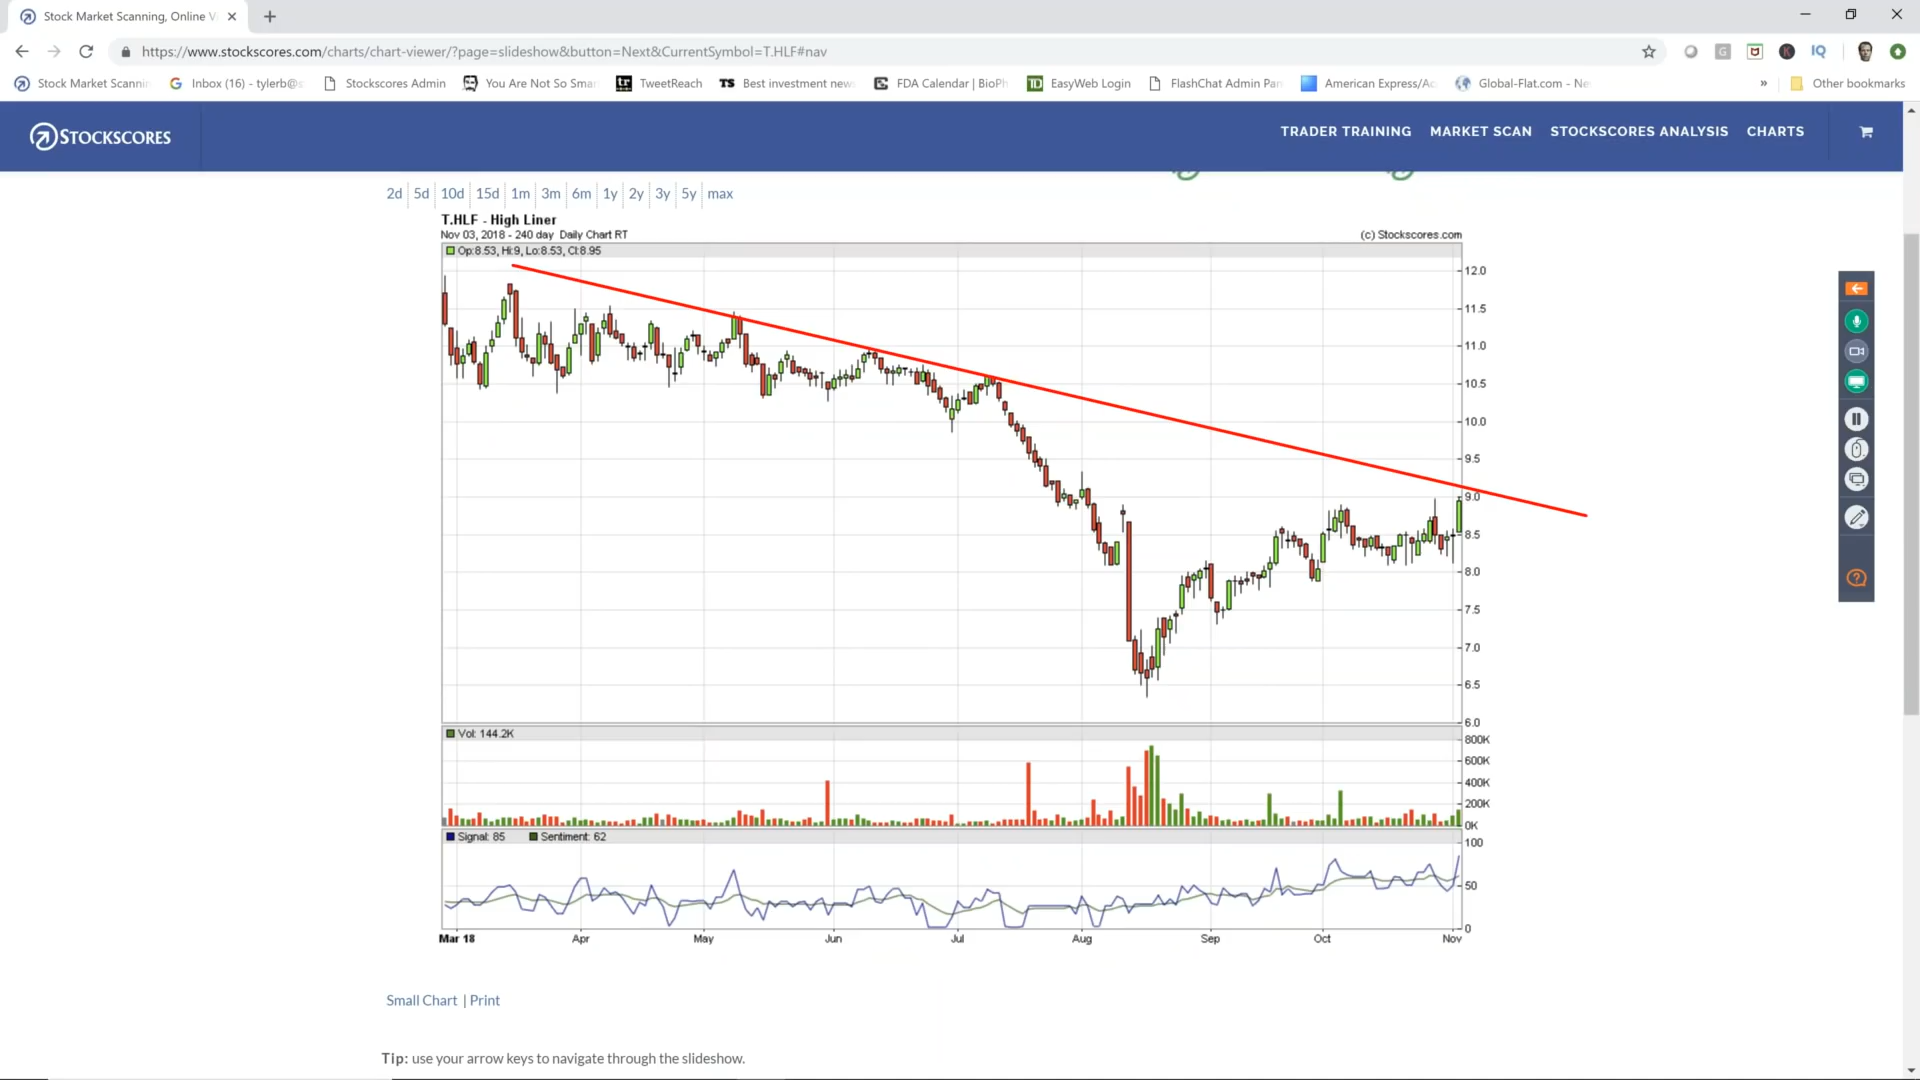 Stock Market Scanning, Online V
https://www.stockscores.com/charts/chart-viewer/?page=slideshow&button=Next&CurrentSymbol=T.HLF#nav
Stock Market Scannin
Inbox (16) - tylerb@s
Stockscores Admin
You Are Not So Smar
TweetReach
Best investment news
FDA Calendar | BioPh
EasyWeb Login
FlashChat Admin Pan
American Express/Ac
Global-Flat.com - Ne
»
Other bookmarks
STOCKSCORES
TRADER TRAINING
MARKET SCAN
STOCKSCORES ANALYSIS
CHARTS
2d | 5d | 10d | 15d | 1m | 3m | 6m | 1y | 2y | 3y | 5y | max
T.HLF - High Liner
Nov 03, 2018 - 240 day Daily Chart RT
(c) Stockscores.com
Op:8.53, Hi:9, Lo:8.53, Cl:8.95
12.0
11.5
11.0
10.5
10.0
9.5
9.0
8.5
8.0
7.5
7.0
6.5
6.0
Vol: 144.2K
800K
600K
400K
200K
0K
Signal: 85
Sentiment: 62
100
50
0
Mar 18
Apr
May
Jun
Jul
Aug
Sep
Oct
Nov
Small Chart | Print
Tip: use your arrow keys to navigate through the slideshow.